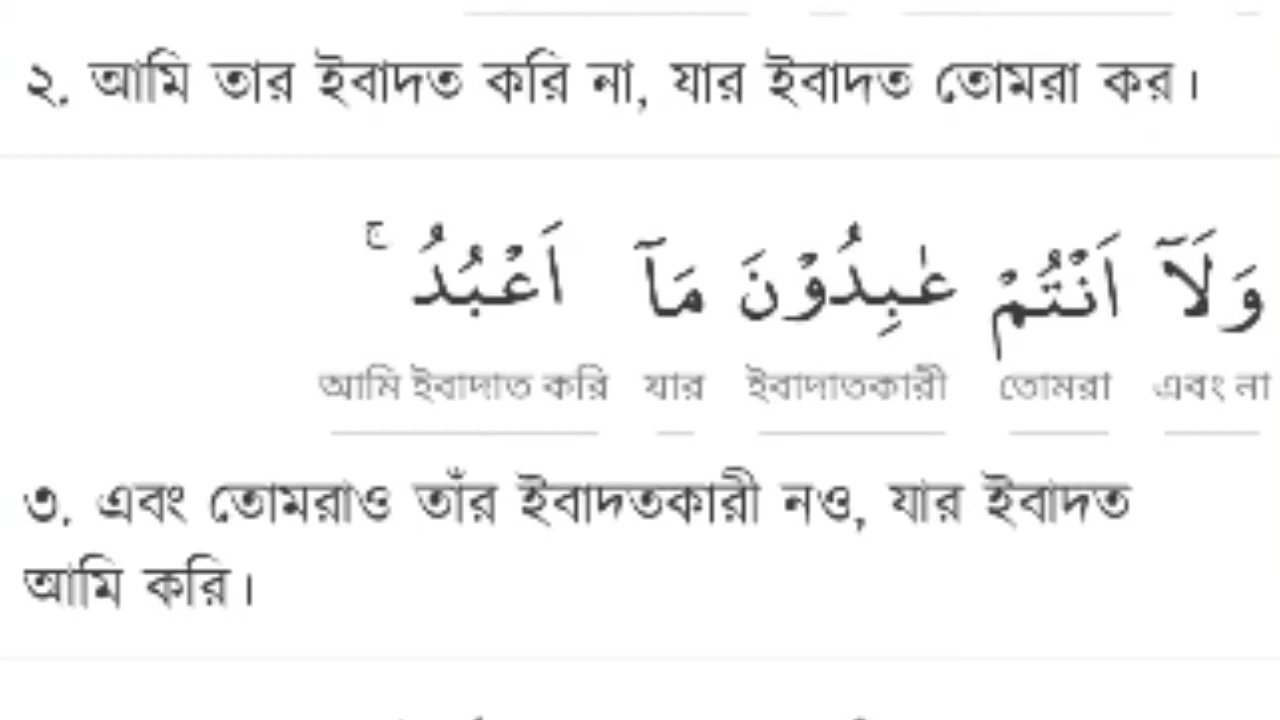 ২. আমি তার ইবাদত করি না, যার ইবাদত তোমরা কর।
وَلَاۤ اَنْتُمْ عٰبِدُوْنَ مَاۤ اَعْبُدُ ۚ
এবং না তোমরা ইবাদাতকারী যার আমি ইবাদাত করি
৩. এবং তোমরাও তাঁর ইবাদতকারী নও, যার ইবাদত
আমি করি।